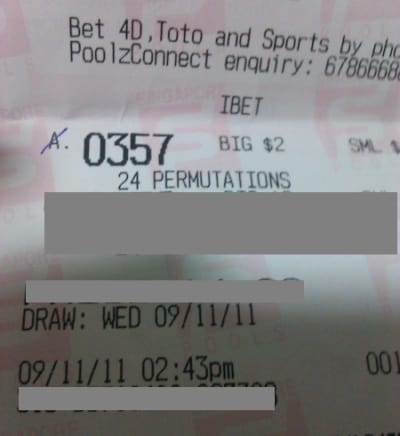 Bet 4D,Toto and Sports by
PoolzConnect enquiry:
IBET
A. 0357 BIG $2 SML
24 PERMUTATIONS
DRAW: WED 09/11/11
09/11/11 02:43pm 001